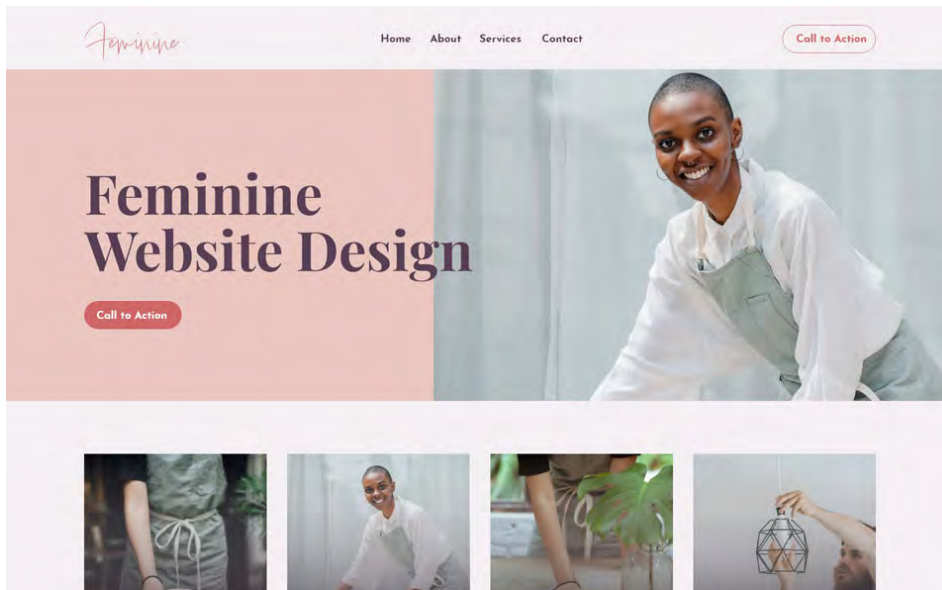 Feminine
Home About Services Contact
Call to Action
Feminine
Website Design
Call to Action